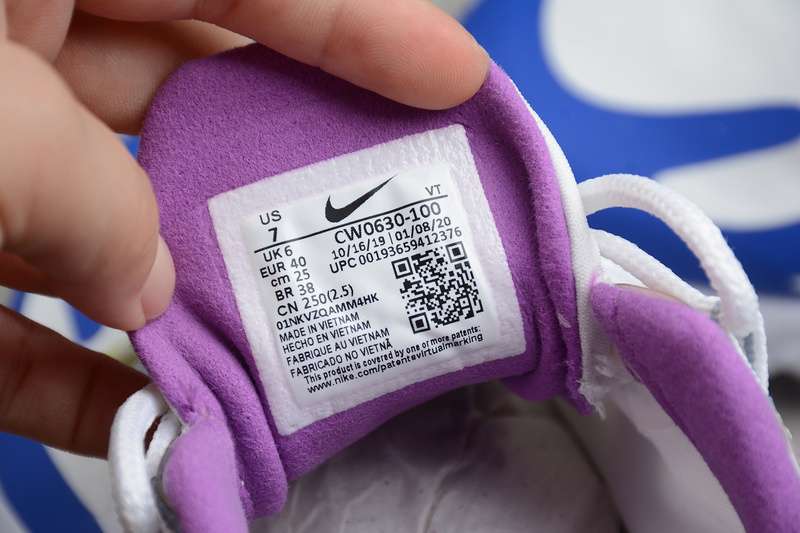 US
7
VT
CW0630-100
UK 6
10/16/19 | 01/08/20
EUR 40
UPC 00193659412376
cm 25
BR 38
CN 250(2.5)
01NKVZQAMM4HK
MADE IN VIETNAM
HECHO EN VIETNAM
FABRIQUE AU VIETNAM
FABRICADO NO VIETNÃ
This product is covered by one of more patents:
www.nike.com/patentevirtualmarking